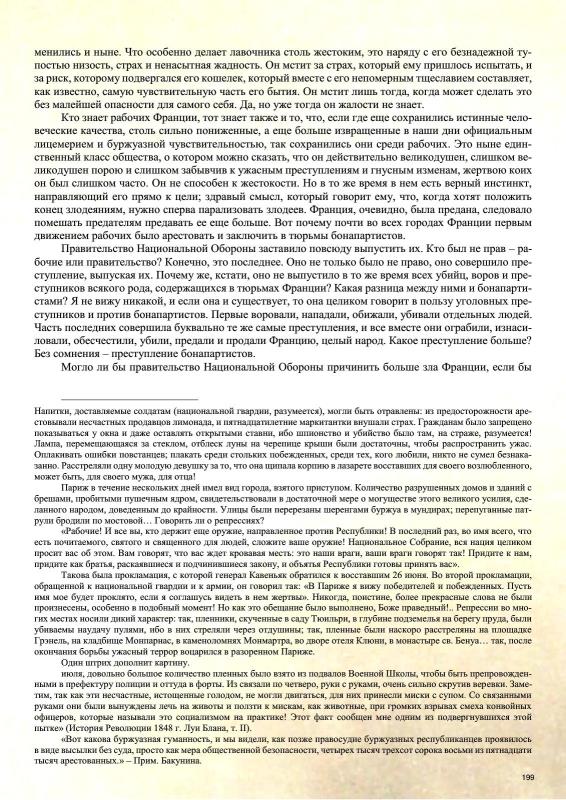 менились и ныне. Что особенно делает лавочника столь жестоким, это наряду с его безнадежной ту-
постью низость, страх и ненасытная жадность. Он мстит за страх, который ему пришлось испытать, и
за риск, которому подвергался его кошелек, который вместе с его непомерным тщеславием составляет,
как известно, самую чувствительную часть его бытия. Он мстит лишь тогда, когда может сделать это
без малейшей опасности для самого себя. Да, но уже тогда он жалости не знает.
Кто знает рабочих Франции, тот знает также и то, что, если где еще сохранились истинные чело-
веческие качества, столь сильно пониженные, а еще больше извращенные в наши дни официальным
лицемерием и буржуазной чувствительностью, так сохранились они среди рабочих. Это ныне един-
ственный класс общества, о котором можно сказать, что он действительно великодушен, слишком ве-
ликодушен порою и слишком забывчив к ужасным преступлениям и гнусным изменам, жертвою коих
он был слишком часто. Он не способен к жестокости. Но в то же время в нем есть верный инстинкт,
направляющий его прямо к цели; здравый смысл, который говорит ему, что, когда хотят положить
конец злодеяниям, нужно сперва парализовать злодеев. Франция, очевидно, была предана, следовало
помешать предателям предавать ее еще больше. Вот почему почти во всех городах Франции первым
движением рабочих было арестовать и заключить в тюрьмы бонапартистов.
Правительство Национальной Обороны заставило повсюду выпустить их. Кто был не прав – ра-
бочие или правительство? Конечно, это последнее. Оно не только было не право, оно совершило пре-
ступление, выпуская их. Почему же, кстати, оно не выпустило в то же время всех убийц, воров и пре-
ступников всякого рода, содержащихся в тюрьмах Франции? Какая разница между ними и бонапарти-
стами? Я не вижу никакой, и если она и существует, то она целиком говорит в пользу уголовных пре-
ступников и против бонапартистов. Первые воровали, нападали, обижали, убивали отдельных людей.
Часть последних совершила буквально те же самые преступления, и все вместе они ограбили, изнаси-
ловали, обесчестили, убили, предали и продали Францию, целый народ. Какое преступление больше?
Без сомнения – преступление бонапартистов.
Могло ли бы правительство Национальной Обороны причинить больше зла Франции, если бы
Напитки, доставляемые солдатам (национальной гвардии, разумеется), могли быть отравлены: из предосторожности аре-
стовывали несчастных продавцов лимонада, и пятнадцатилетние маркитантки внушали страх. Гражданам было запрещено
показываться у окна и даже оставлять открытыми ставни, ибо шпионство и убийство было там, на страже, разумеется!
Лампа, перемещающаяся за стеклом, отблеск луны на черепице крыши были достаточны, чтобы распространить ужас.
Оплакивать ошибки повстанцев; плакать среди стольких побежденных, среди тех, кого любили, никто не сумел безнака-
занно. Расстреляли одну молодую девушку за то, что она щипала корпию в лазарете восставших для своего возлюбленного,
может быть, для своего мужа, для отца!
Париж в течение нескольких дней имел вид города, взятого приступом. Количество разрушенных домов и зданий с
брешами, пробитыми пушечным ядром, свидетельствовали в достаточной мере о могуществе этого великого усилия, сде-
ланного народом, доведенным до крайности. Улицы были перерезаны шеренгами буржуа в мундирах; перепуганные пат-
рули бродили по мостовой… Говорить ли о репрессиях?
«Рабочие! И все вы, кто держит еще оружие, направленное против Республики! В последний раз, во имя всего, что
есть почитаемого, святого и священного для людей, сложите ваше оружие! Национальное Собрание, вся нация целиком
просит вас об этом. Вам говорят, что вас ждет кровавая месть: это наши враги, ваши враги говорят так! Придите к нам,
придите как братья, раскаявшиеся и подчинившиеся закону, и объятья Республики готовы принять вас».
Такова была прокламация, с которой генерал Кавеньяк обратился к восставшим 26 июня. Во второй прокламации,
обращенной к национальной гвардии и к армии, он говорил так: «В Париже я вижу победителей и побежденных. Пусть
имя мое будет проклято, если я соглашусь видеть в нем жертвы». Никогда, поистине, более прекрасные слова не были
произнесены, особенно в подобный момент! Но как это обещание было выполнено, Боже праведный!.. Репрессии во мно-
гих местах носили дикий характер: так, пленники, скученные в саду Тюильри, в глубине подземелья на берегу пруда, были
убиваемы наудачу пулями, ибо в них стреляли через отдушины; так, пленные были наскоро расстреляны на площадке
Грэнель, на кладбище Монпарнас, в каменоломнях Монмартра, во дворе отеля Клюни, в монастыре св. Бенуа… так, после
окончания борьбы ужасный террор воцарился в разоренном Париже.
Один штрих дополнит картину.
июля, довольно большое количество пленных было взято из подвалов Военной Школы, чтобы быть препровожден-
ными в префектуру полиции и оттуда в форты. Из связали по четверо, руки с руками, очень сильно скрутив веревки. Заме-
тим, так как эти несчастные, истощенные голодом, не могли двигаться, для них принесли миски с супом. Со связанными
руками они были вынуждены лечь на животы и ползти к мискам, как животные, при громких взрывах смеха конвойных
офицеров, которые называли это социализмом на практике! Этот факт сообщен мне одним из подвергнувшихся этой
пытке» (История Революции 1848 г. Луи Блана, т. II).
«Вот какова буржуазная гуманность, и мы видели, как позже правосудие буржуазных республиканцев проявилось
в виде высылки без суда, просто как мера общественной безопасности, четырех тысяч трехсот сорока восьми из пятнадцати
тысяч арестованных.» – Прим. Бакунина.
199